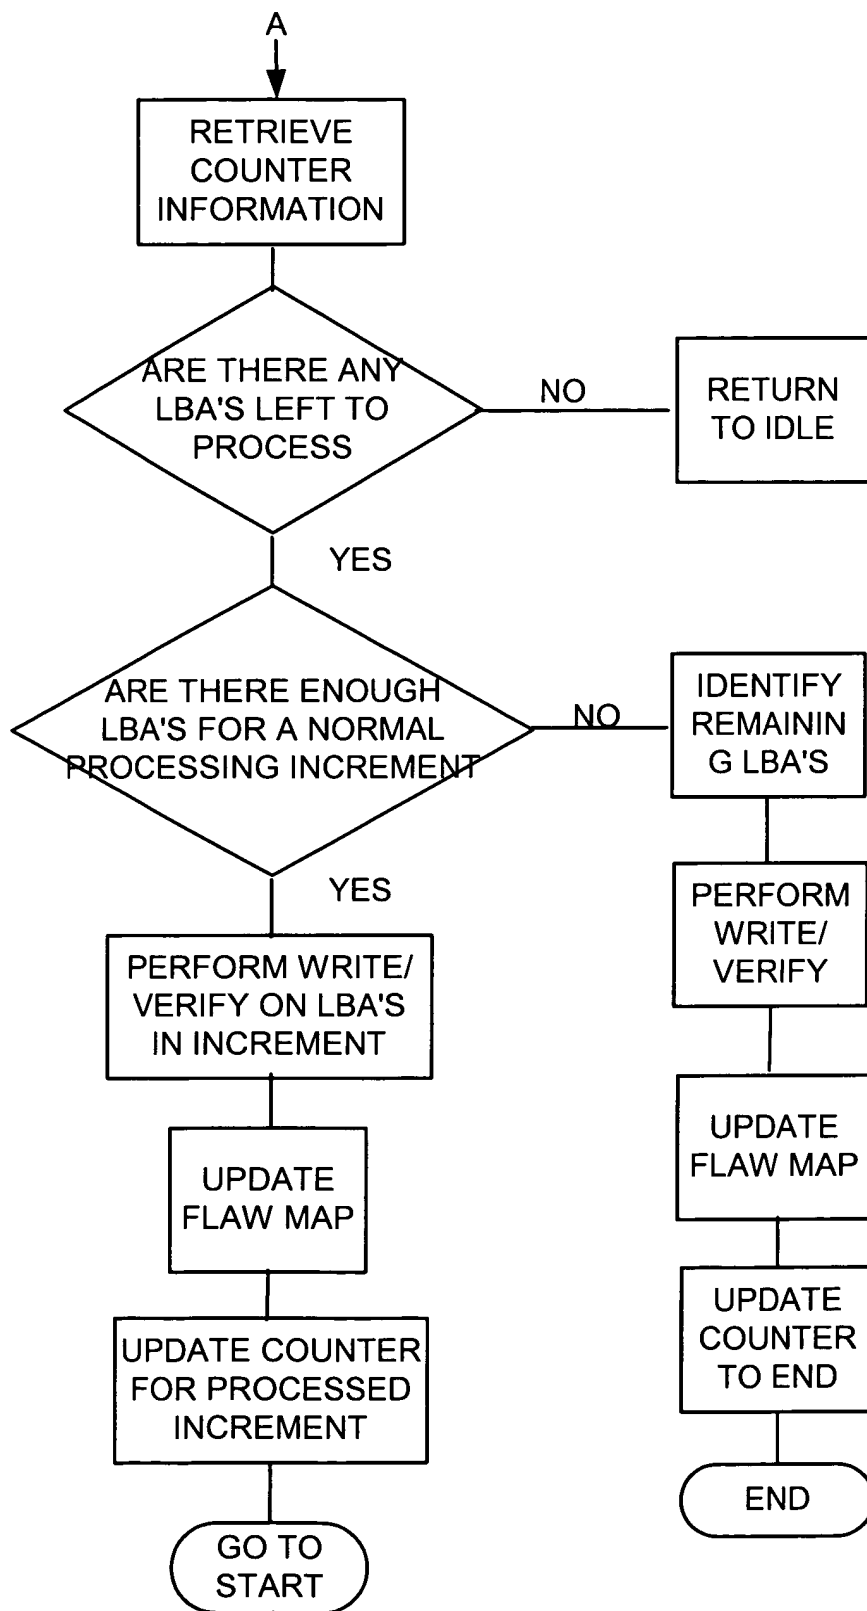 A
RETRIEVE
COUNTER
INFORMATION
ARE THERE ANY
LBA'S LEFT TO
PROCESS
NO
RETURN
TO IDLE
YES
ARE THERE ENOUGH
LBA'S FOR A NORMAL
PROCESSING INCREMENT
NO
IDENTIFY
REMAININ
G LBA'S
YES
PERFORM WRITE/
VERIFY ON LBA'S
IN INCREMENT
PERFORM
WRITE/
VERIFY
UPDATE
FLAW MAP
UPDATE
FLAW MAP
UPDATE COUNTER
FOR PROCESSED
INCREMENT
UPDATE
COUNTER
TO END
GO TO
START
END